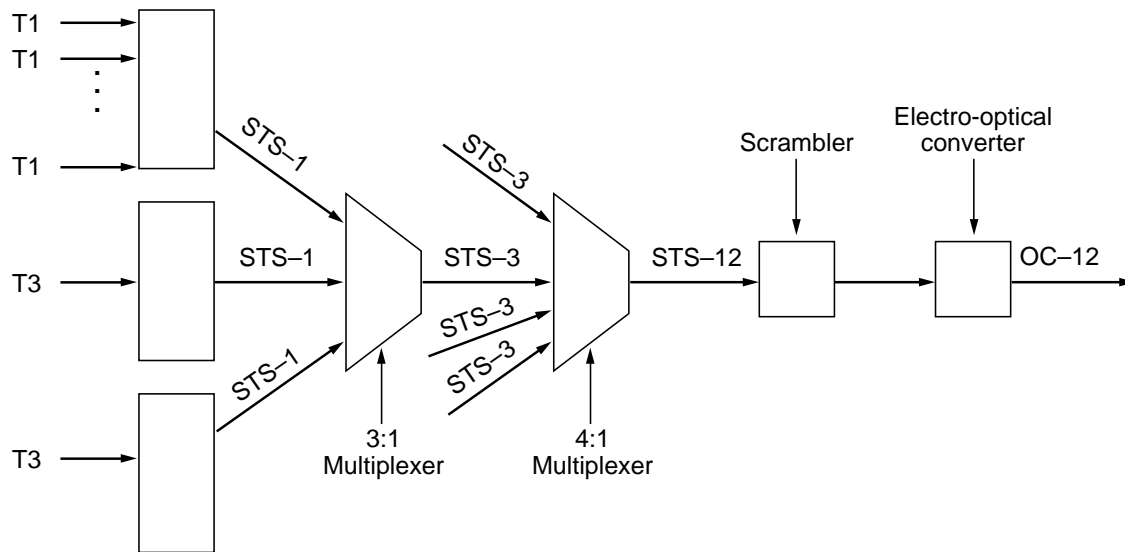 T1
T1
T1
T3
T3
STS–1
STS–1
STS–1
3:1
Multiplexer
STS–3
STS–3
STS–3
STS–3
4:1
Multiplexer
STS–12
Scrambler
Electro-optical
converter
OC–12